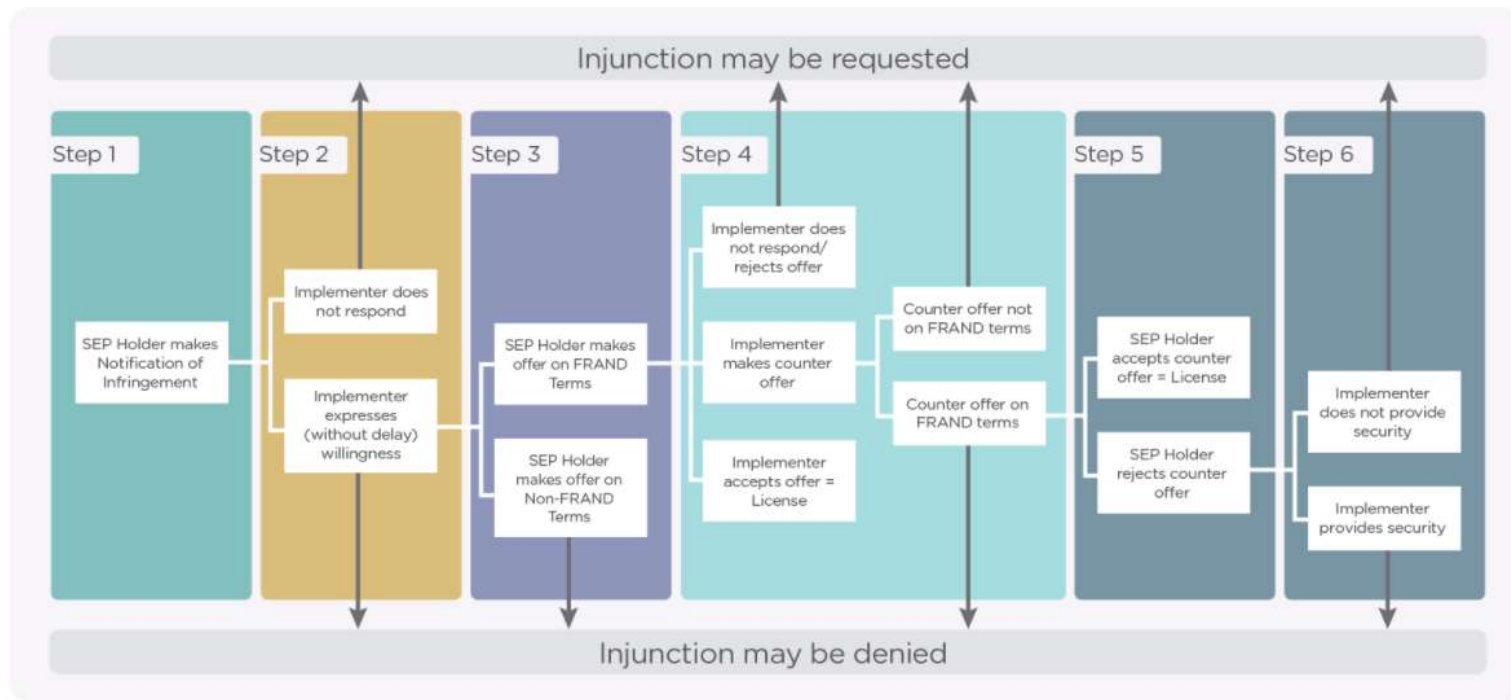 Injunction may be requested
Step 1
SEP Holder makes
Notification of
Infringement
Step 2
Implementer does
not respond
Implementer
expresses
(without delay)
willingness
Step 3
SEP Holder makes
offer on FRAND
Terms
SEP Holder
makes offer on
Non-FRAND
Terms
Step 4
Implementer does
not respond/
rejects offer
Implementer
makes counter
offer
Implementer
accepts offer =
License
Counter offer not
on FRAND terms
Counter offer on
FRAND terms
Step 5
SEP Holder
accepts counter
offer = License
SEP Holder
rejects counter
offer
Step 6
Implementer
does not provide
security
Implementer
provides security
Injunction may be denied